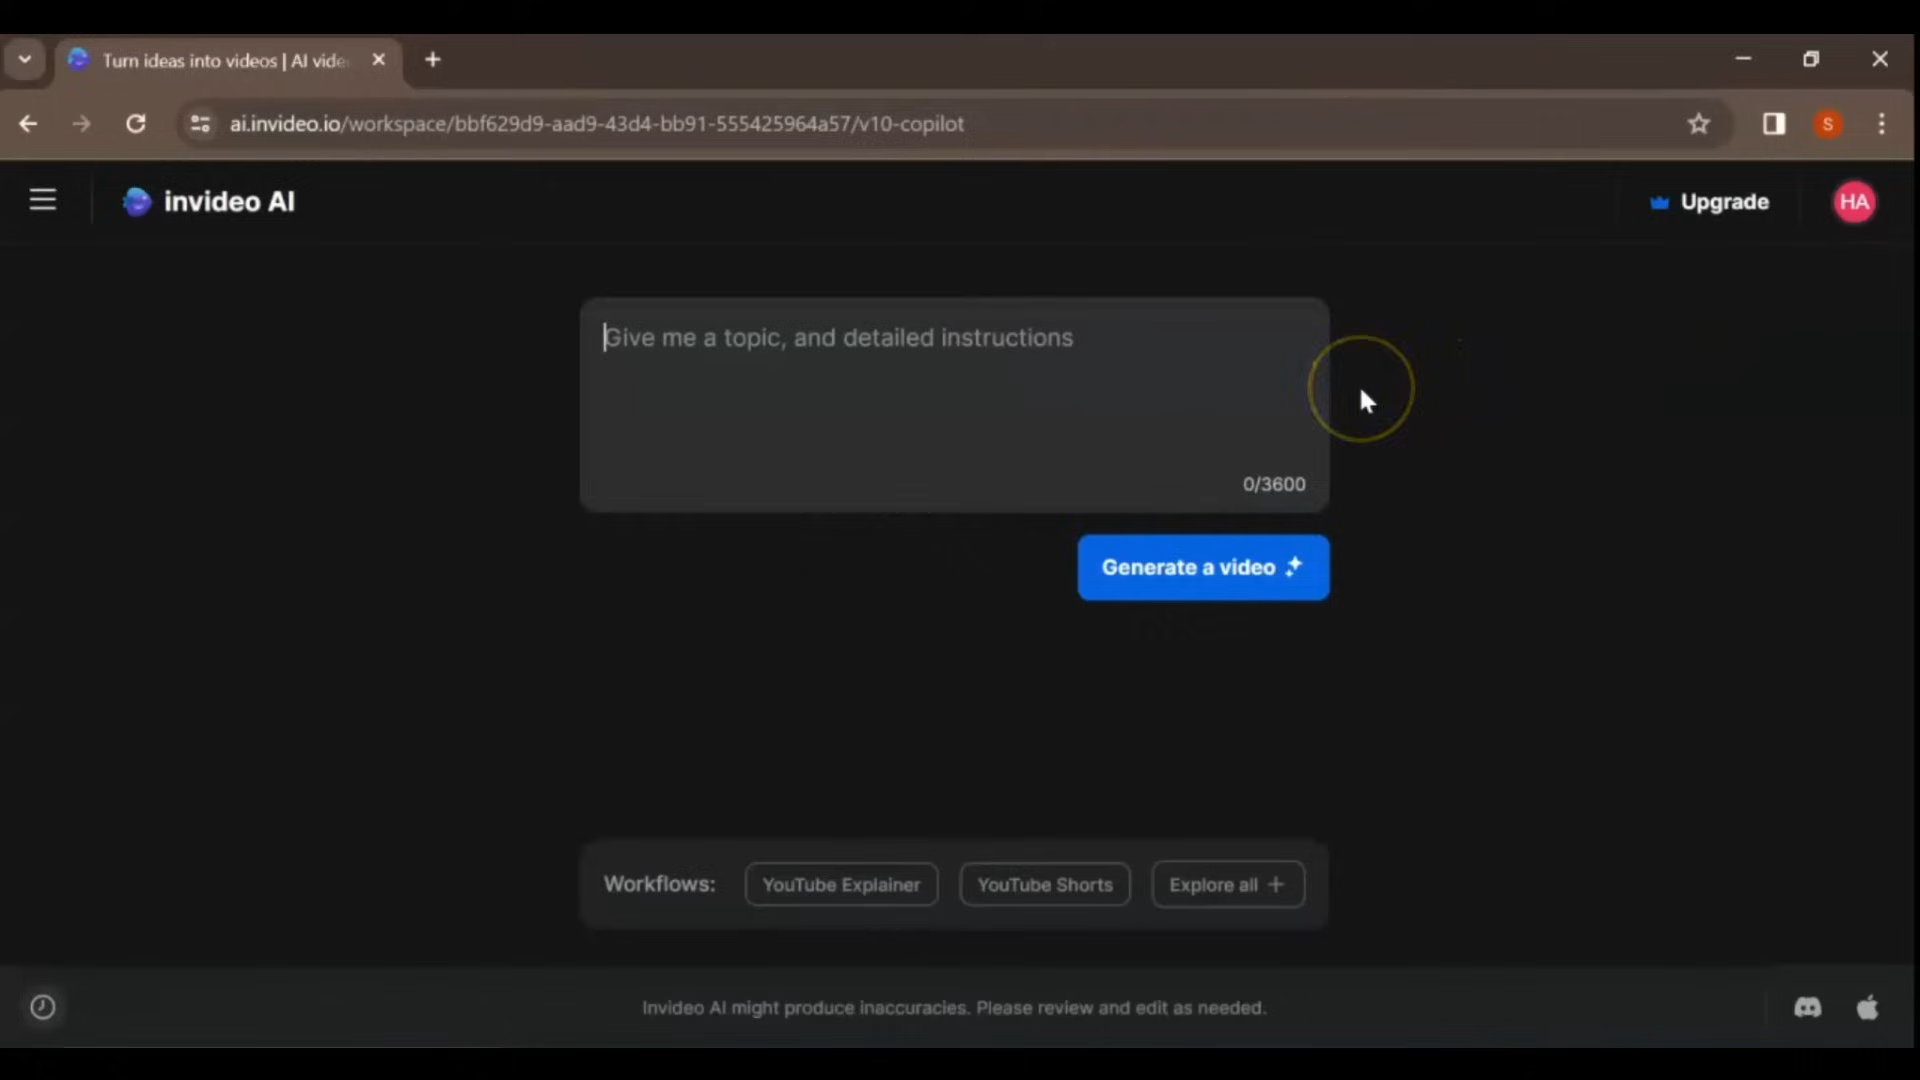 Turn ideas into videos | AI vide
ai.invideo.io/workspace/bbf629d9-aad9-43d4-bb91-555425964a57/v10-copilot
S
invideo AI
Upgrade
HA
Give me a topic, and detailed instructions
0/3600
Generate a video
Workflows:
YouTube Explainer
YouTube Shorts
Explore all +
Invideo AI might produce inaccuracies. Please review and edit as needed.